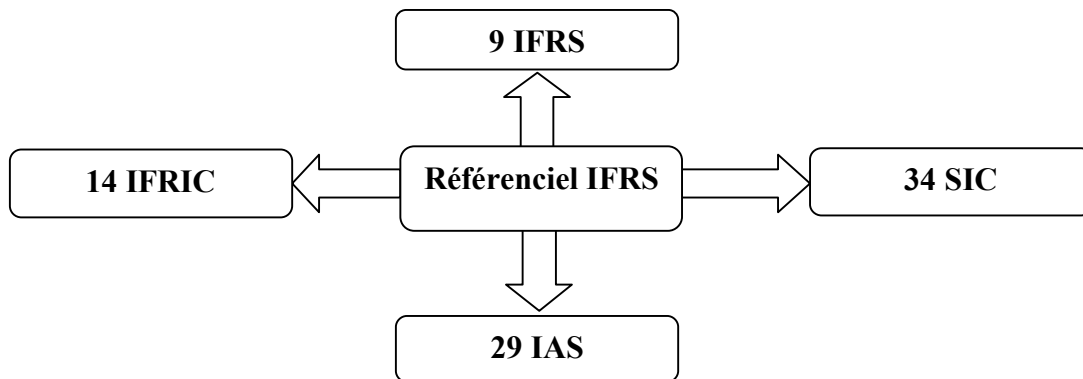 9 IFRS
14 IFRIC
Référenciel IFRS
34 SIC
29 IAS